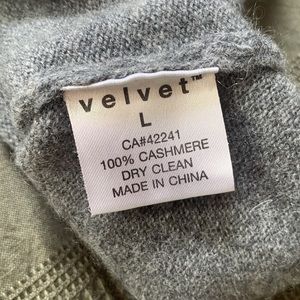 velvet™
L
CA#42241
100% CASHMERE
DRY CLEAN
MADE IN CHINA